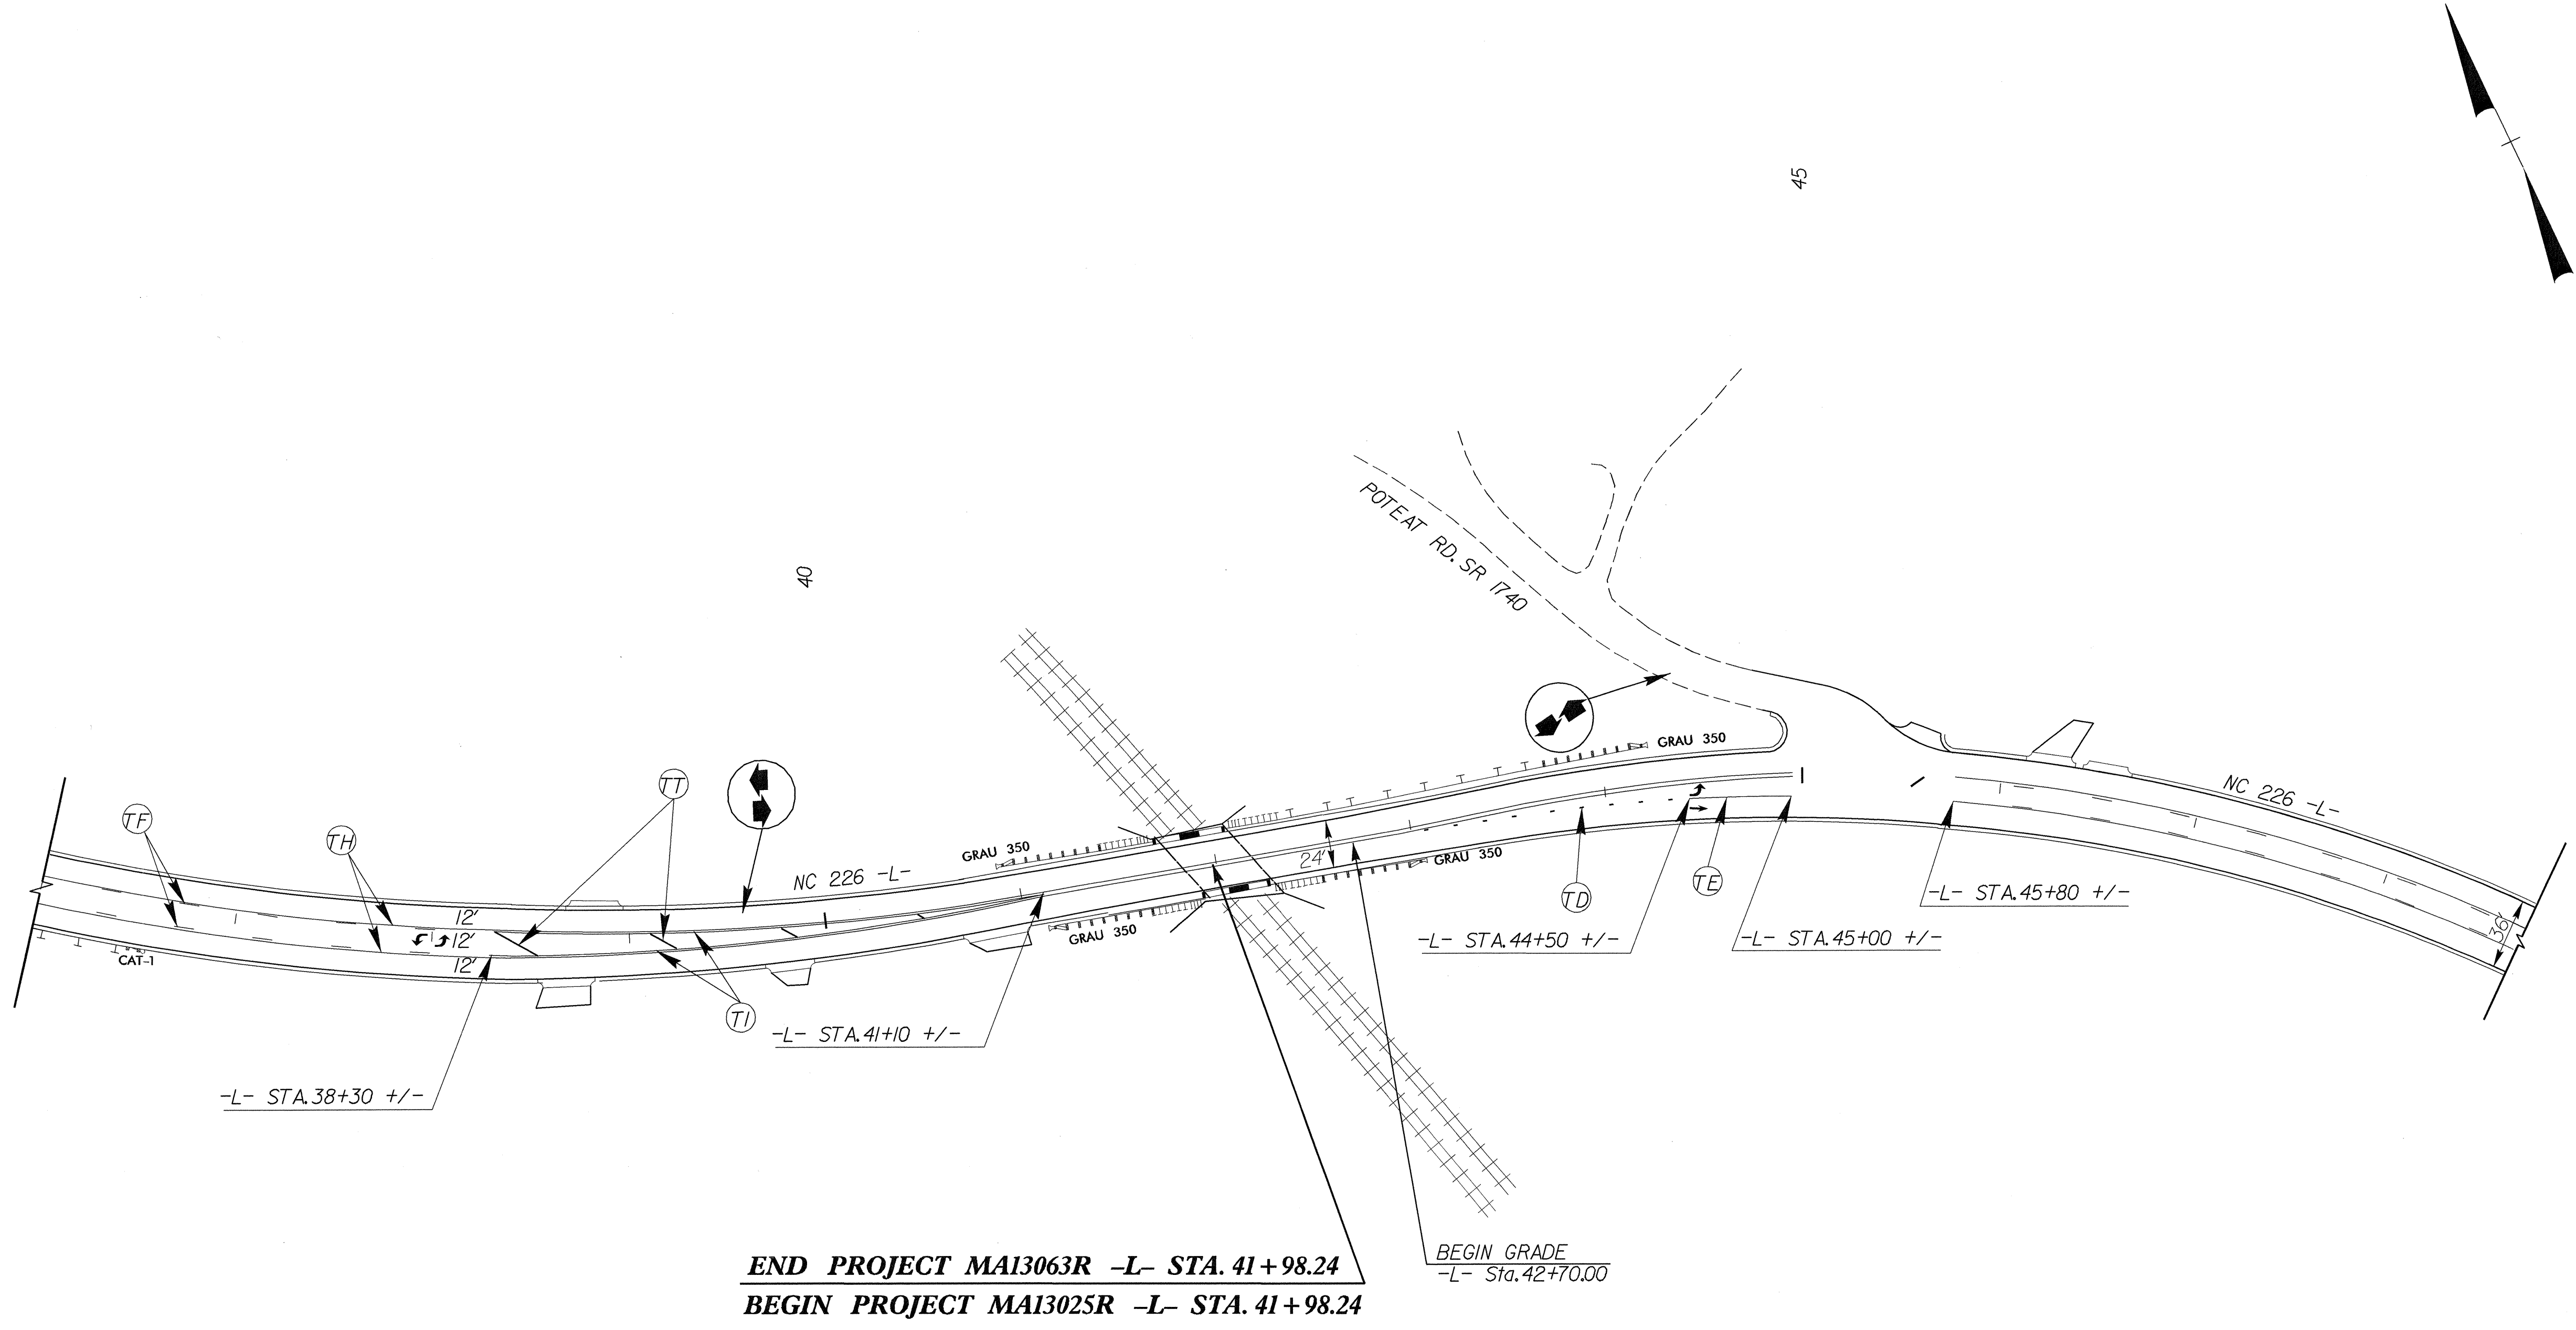 45
40
POTEAT RD. SR 1740
GRAU 350
NC 226 -L-
TT
TF
TH
12'
12'
12'
CAT-1
NC 226 -L-
GRAU 350
24'
GRAU 350
GRAU 350
TD
TE
-L- STA.45+80 +/-
-L- STA.44+50 +/-
-L- STA.45+00 +/-
36'
TI
-L- STA.41+10 +/-
-L- STA.38+30 +/-
END PROJECT MA13063R –L– STA. 41+98.24
BEGIN PROJECT MA13025R –L– STA. 41+98.24
BEGIN GRADE
-L- Sta.42+70.00